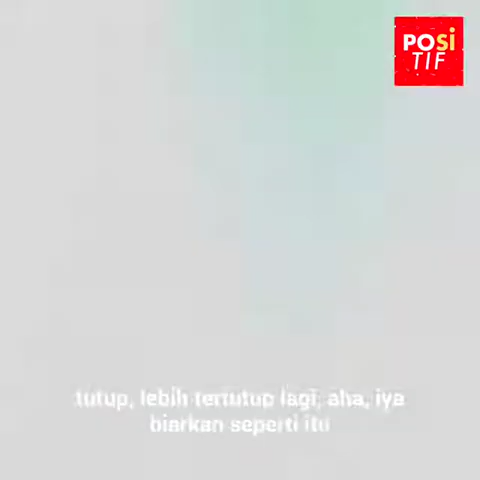 POSi
TIF
tutup, lebih tertutup lagi; aha, iya
biarkan seperti itu